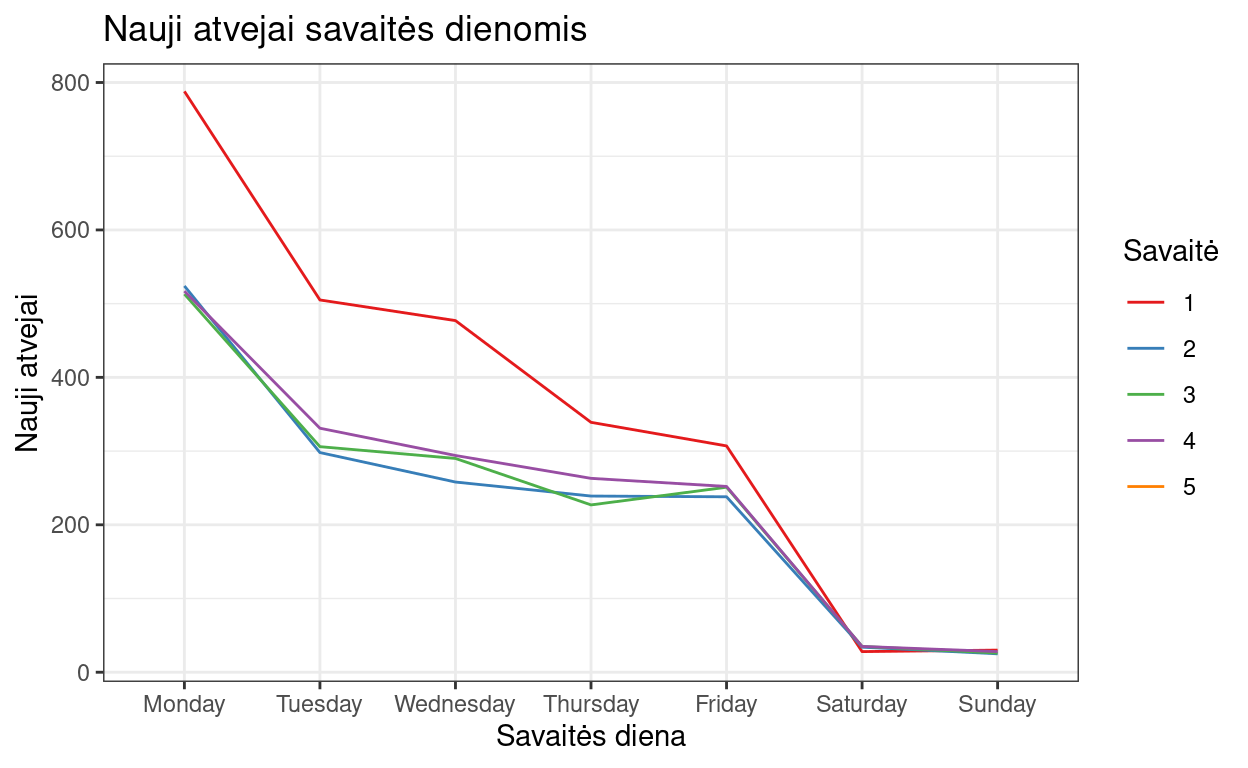 Nauji atvejai savaitės dienomis
800
600
400
200
0
Nauji atvejai
Monday Tuesday Wednesday Thursday Friday Saturday Sunday
Savaitės diena
Savaitė
1
2
3
4
5